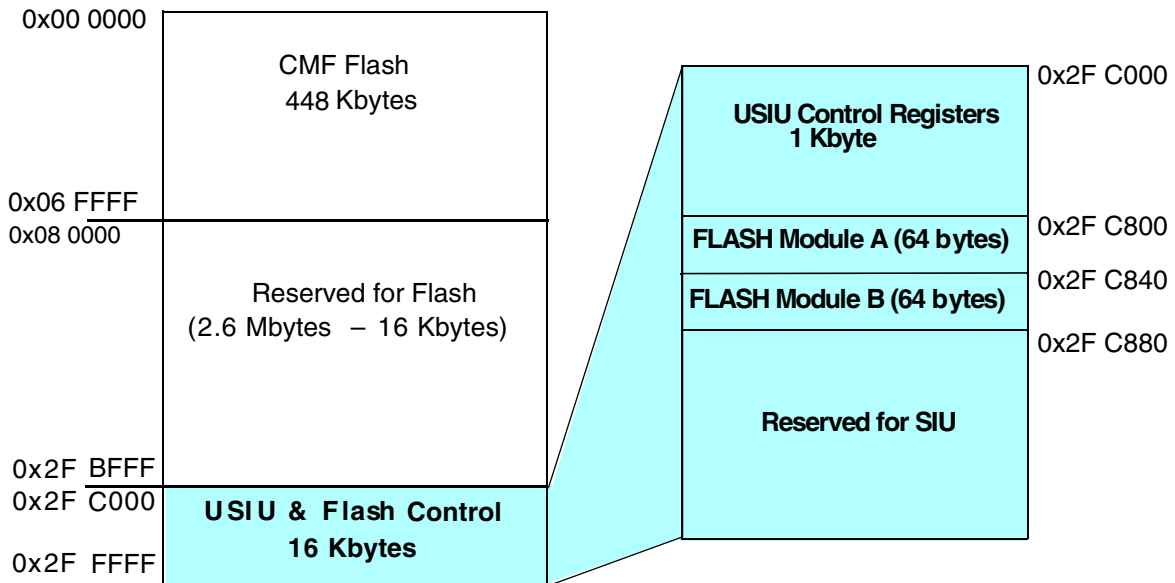 0x00 0000
CMF Flash
448 Kbytes
0x06 FFFF
0x08 0000
Reserved for Flash
(2.6 Mbytes – 16 Kbytes)
0x2F BFFF
0x2F C000
USIU & Flash Control
16 Kbytes
0x2F FFFF
0x2F C000
USIU Control Registers
1 Kbyte
0x2F C800
FLASH Module A (64 bytes)
0x2F C840
FLASH Module B (64 bytes)
0x2F C880
Reserved for SIU